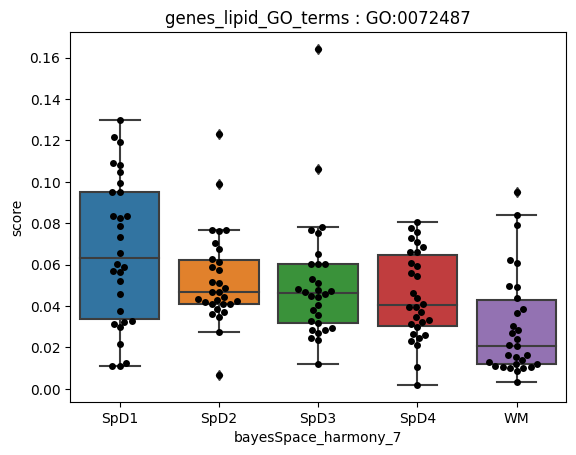 genes_lipid_GO_terms : GO:0072487
score
0.16
0.14
0.12
0.10
0.08
0.06
0.04
0.02
0.00
SpD1 SpD2 SpD3 SpD4 WM
bayesSpace_harmony_7